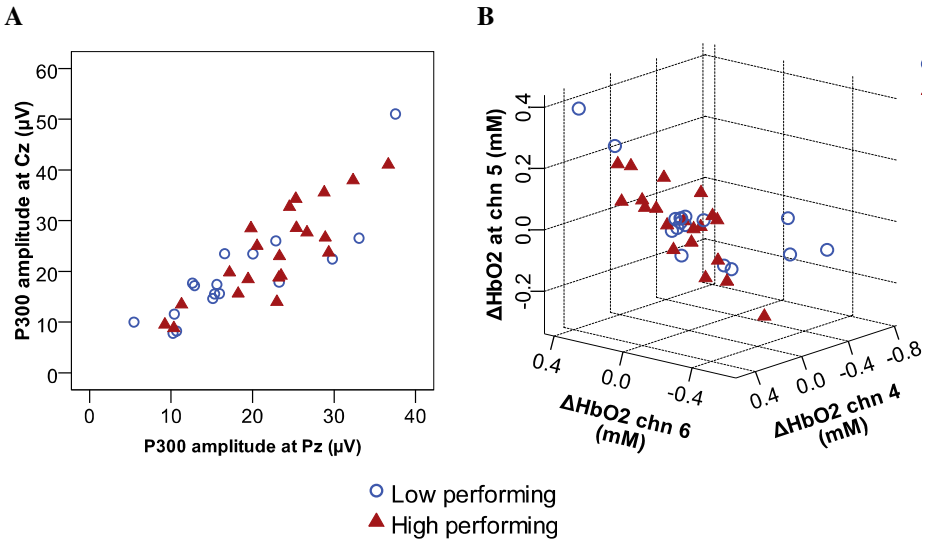 A
B
60
50
40
30
20
10
0
P300 amplitude at Cz (µV)
0 10 20 30 40
P300 amplitude at Pz (µV)
0.4
0.2
0.0
-0.2
ΔHbO2 at chn 5 (mM)
0.4 0.0 -0.4
ΔHbO2 chn 6
(mM)
0.4 0.0 -0.4 -0.8
ΔHbO2 chn 4
(mM)
Low performing
High performing